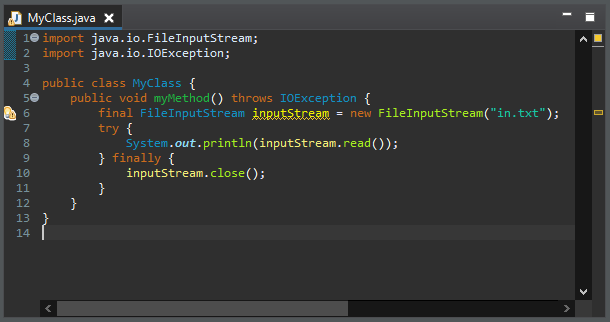 MyClass.java
1 import java.io.FileInputStream;
2 import java.io.IOException;
3
4 public class MyClass {
5     public void myMethod() throws IOException {
6         final FileInputStream inputStream = new FileInputStream("in.txt");
7         try {
8             System.out.println(inputStream.read());
9         } finally {
10             inputStream.close();
11         }
12     }
13 }
14